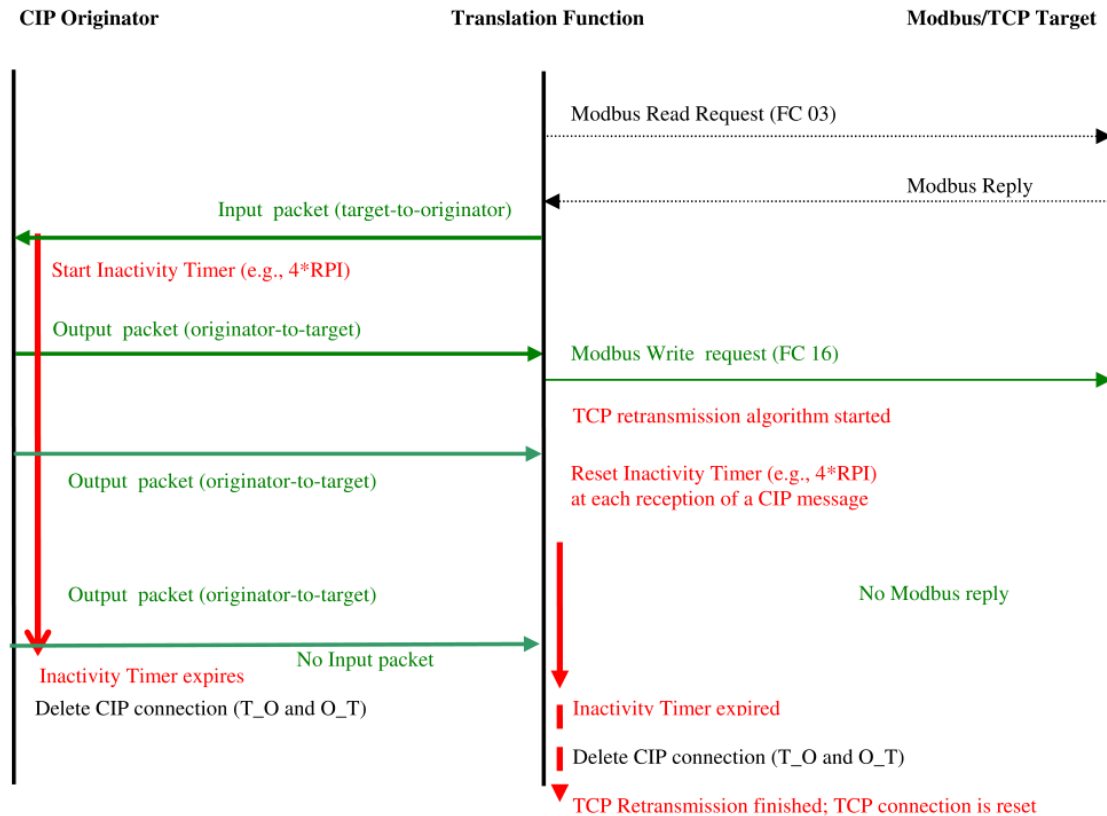 CIP Originator Translation Function Modbus/TCP Target
Modbus Read Request (FC 03)
Modbus Reply
Input packet (target-to-originator)
Start Inactivity Timer (e.g., 4*RPI)
Output packet (originator-to-target)
Modbus Write request (FC 16)
TCP retransmission algorithm started
Output packet (originator-to-target)
Reset Inactivity Timer (e.g., 4*RPI)
at each reception of a CIP message
Output packet (originator-to-target)
No Modbus reply
No Input packet
Inactivity Timer expires
Delete CIP connection (T_O and O_T)
Inactivity Timer expired
Delete CIP connection (T_O and O_T)
TCP Retransmission finished; TCP connection is reset